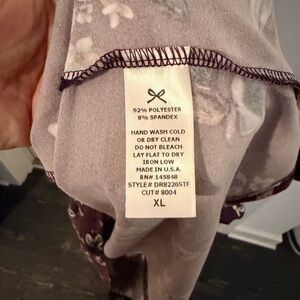 92% POLYESTER
8% SPANDEX
HAND WASH COLD
OR DRY CLEAN
DO NOT BLEACH
LAY FLAT TO DRY
IRON LOW
MADE IN U.S.A.
RN# 145848
STYLE# DR8226STF
CUT# 8004
XL